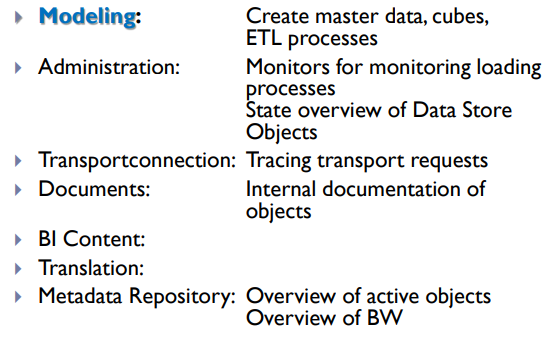 Modeling: Create master data, cubes,
ETL processes
Administration: Monitors for monitoring loading
processes
State overview of Data Store
Objects
Transportconnection: Tracing transport requests
Documents: Internal documentation of
objects
BI Content:
Translation:
Metadata Repository: Overview of active objects
Overview of BW